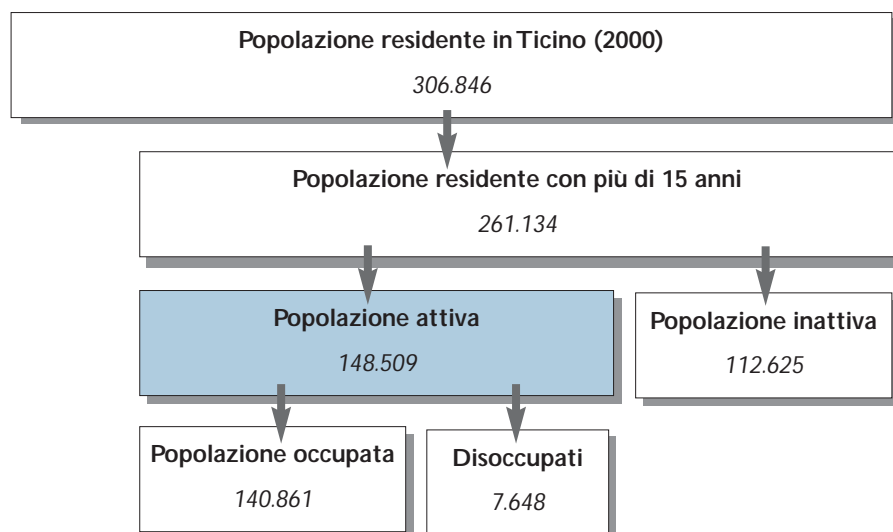 Popolazione residente in Ticino (2000)
306.846
Popolazione residente con più di 15 anni
261.134
Popolazione attiva
148.509
Popolazione inattiva
112.625
Popolazione occupata
140.861
Disoccupati
7.648